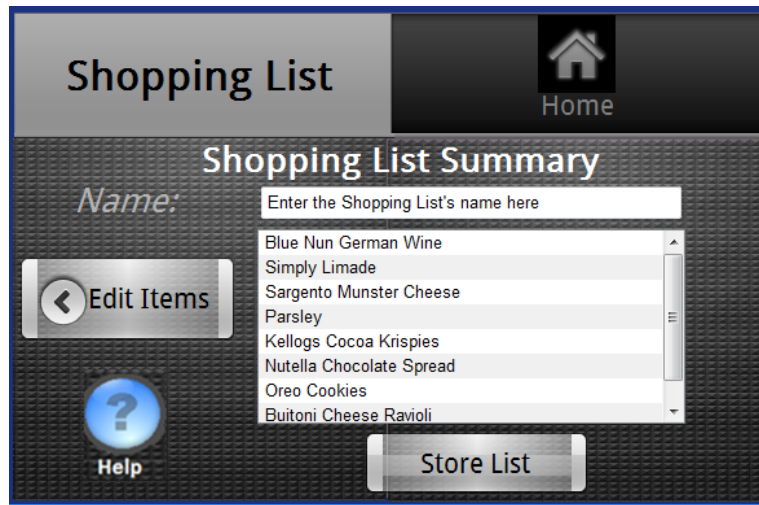 Shopping List
Home
Shopping List Summary
Name:
Enter the Shopping List's name here
Blue Nun German Wine
Simply Limade
Sargento Munster Cheese
Parsley
Kellogs Cocoa Krispies
Nutella Chocolate Spread
Oreo Cookies
Buitoni Cheese Ravioli
Edit Items
?
Help
Store List